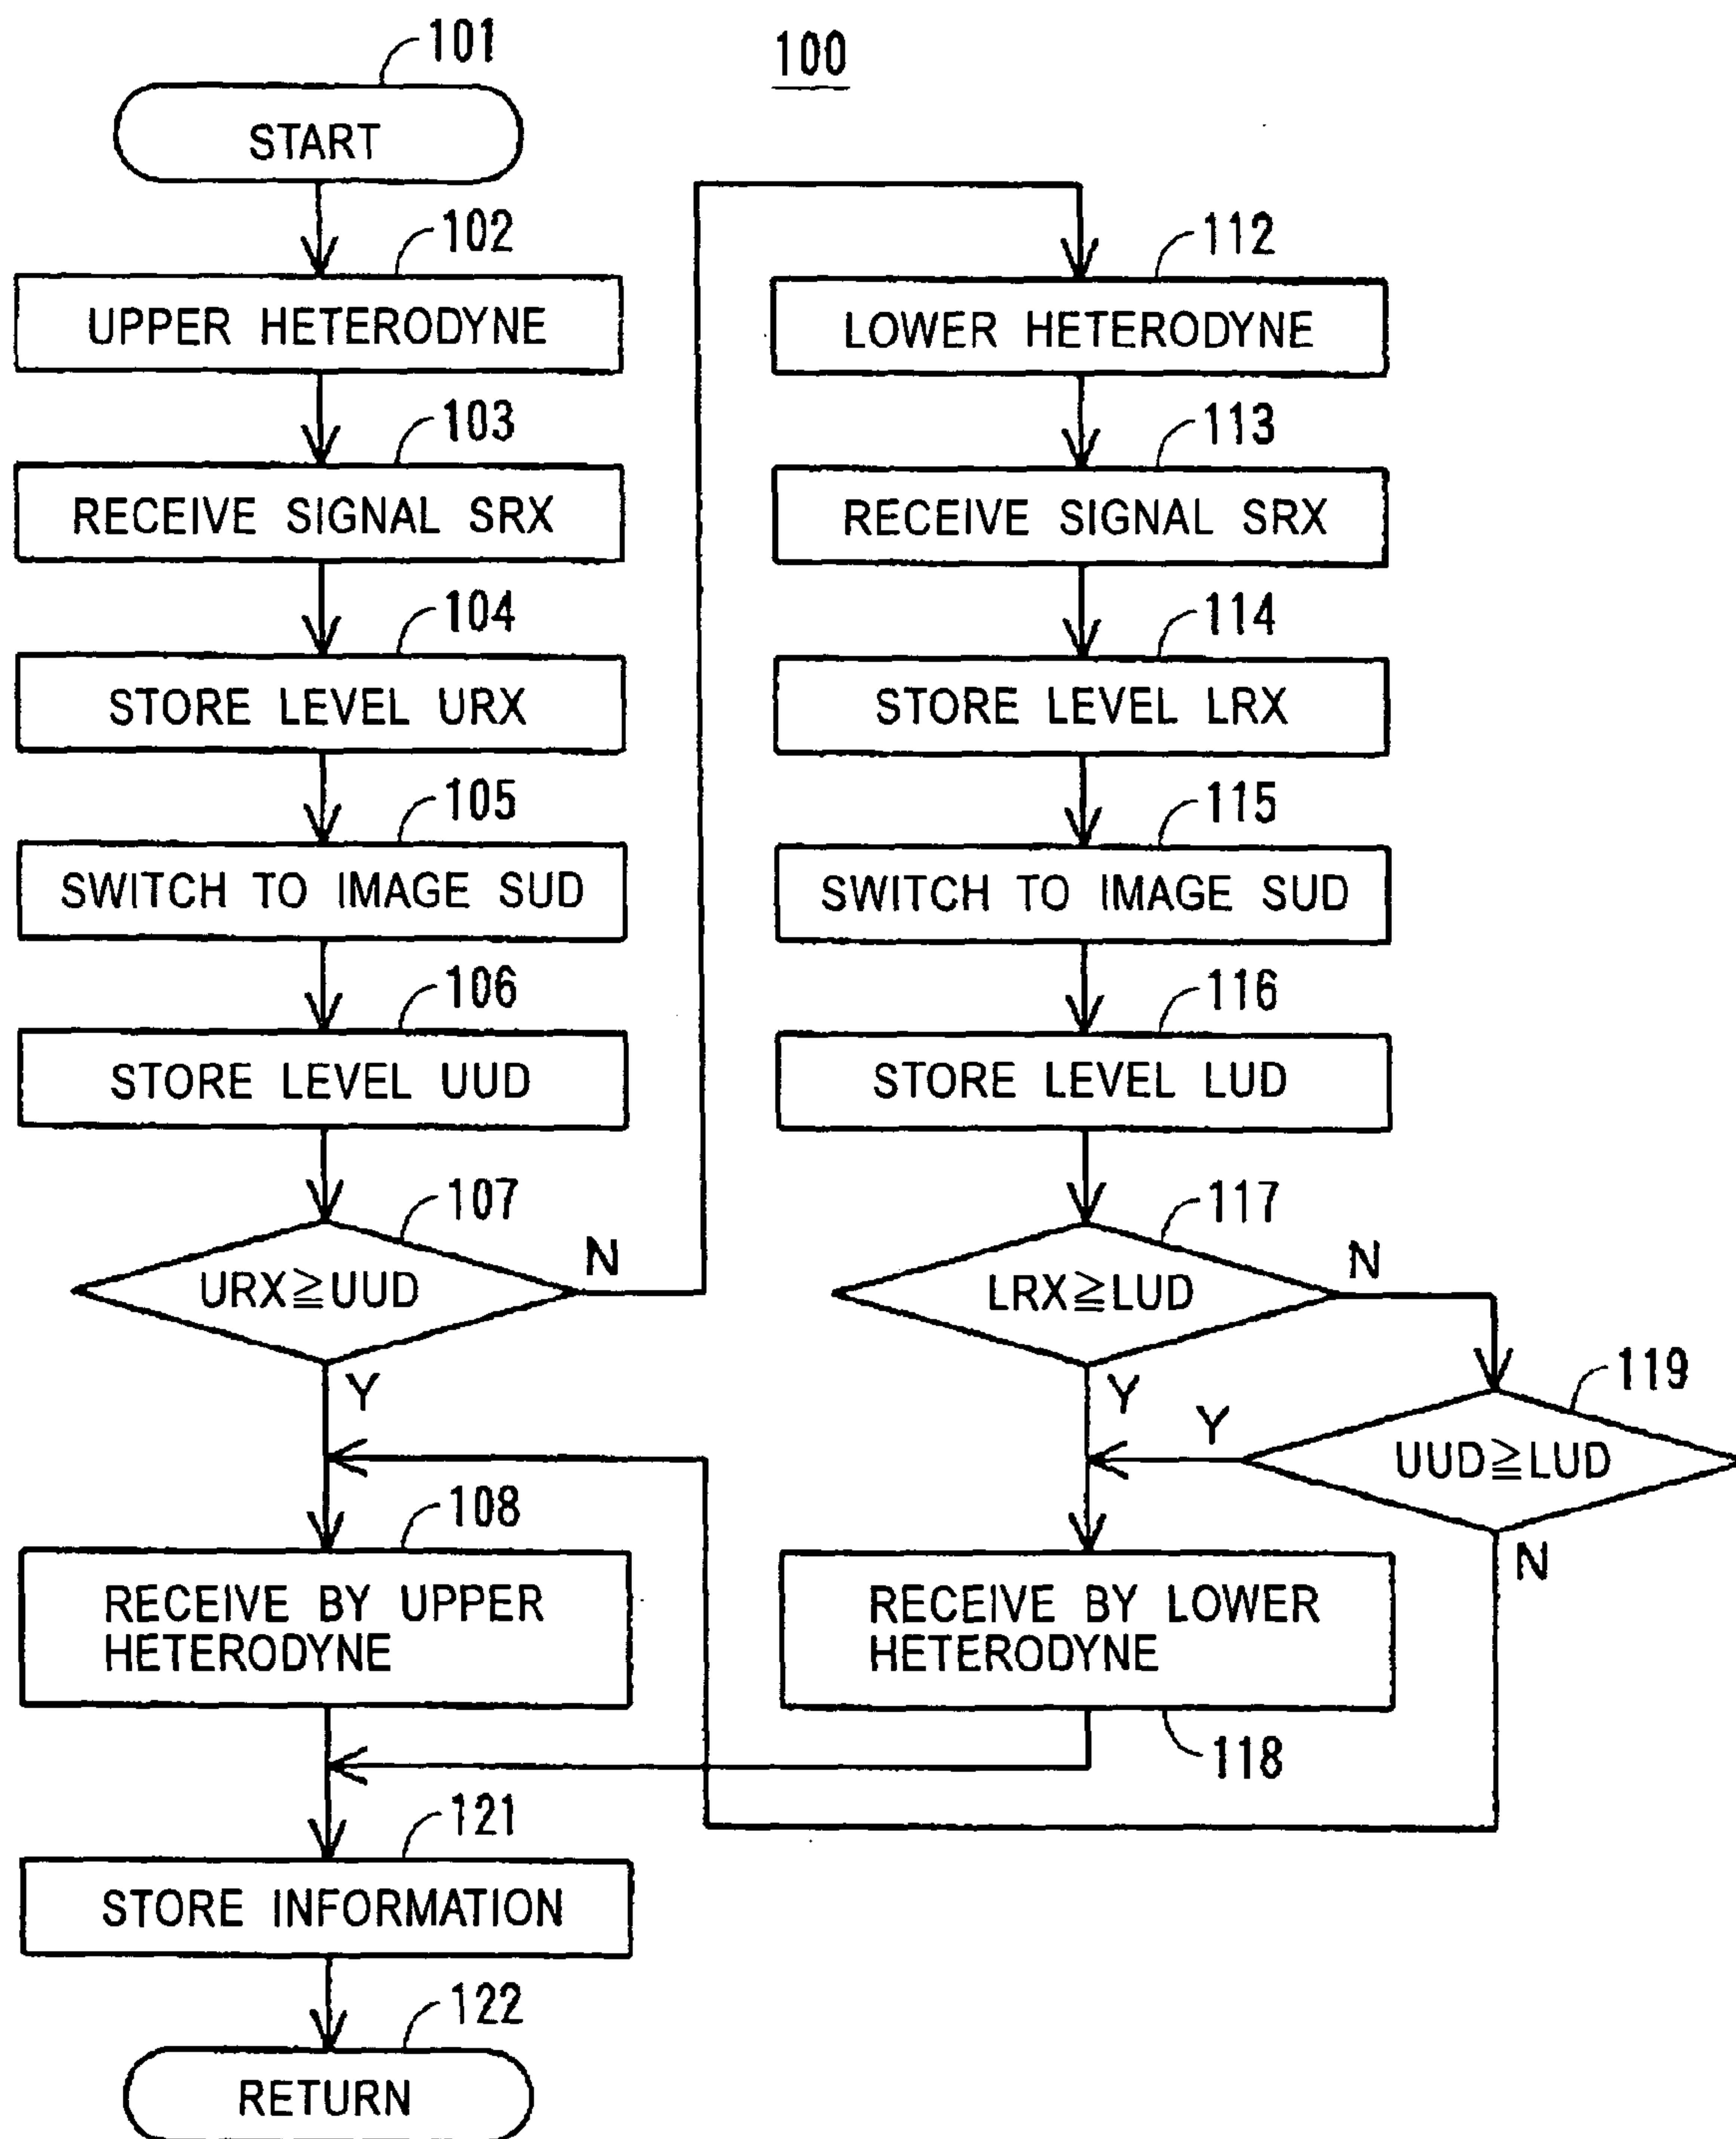 100
101
START
102
UPPER HETERODYNE
103
RECEIVE SIGNAL SRX
104
STORE LEVEL URX
105
SWITCH TO IMAGE SUD
106
STORE LEVEL UUD
107
URX≧UUD
N
Y
108
RECEIVE BY UPPER
HETERODYNE
112
LOWER HETERODYNE
113
RECEIVE SIGNAL SRX
114
STORE LEVEL LRX
115
SWITCH TO IMAGE SUD
116
STORE LEVEL LUD
117
LRX≧LUD
N
Y
119
UUD≧LUD
Y
N
RECEIVE BY LOWER
HETERODYNE
118
121
STORE INFORMATION
122
RETURN